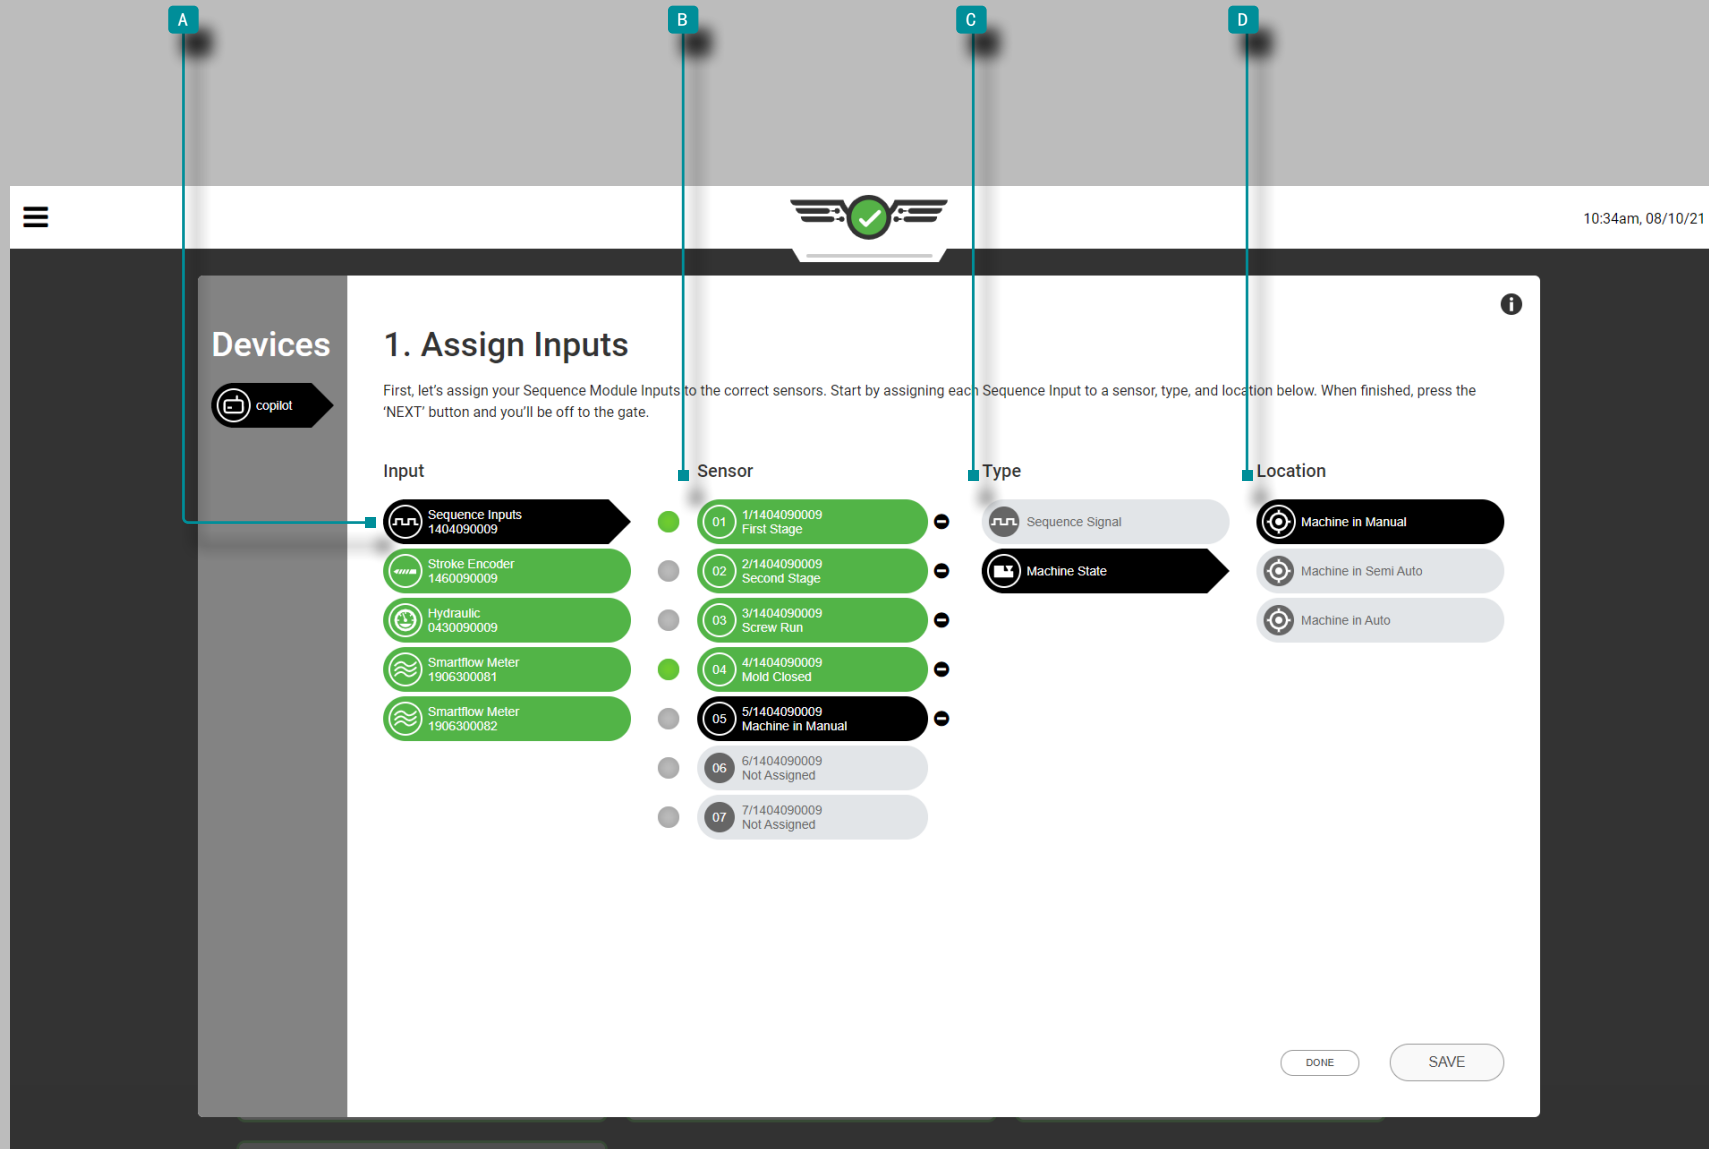 A
B
C
D
10:34am, 08/10/21
Devices
copilot
1. Assign Inputs
First, let's assign your Sequence Module Inputs to the correct sensors. Start by assigning each Sequence Input to a sensor, type, and location below. When finished, press the
‘NEXT’ button and you’ll be off to the gate.
Input
Sequence Inputs
1404090009
Stroke Encoder
1460090009
Hydraulic
0430090009
Smartflow Meter
1906300081
Smartflow Meter
1906300082
Sensor
01
1/1404090009
First Stage
02
2/1404090009
Second Stage
03
3/1404090009
Screw Run
04
4/1404090009
Mold Closed
05
5/1404090009
Machine in Manual
06
6/1404090009
Not Assigned
07
7/1404090009
Not Assigned
Type
Sequence Signal
Machine State
Location
Machine in Manual
Machine in Semi Auto
Machine in Auto
DONE
SAVE